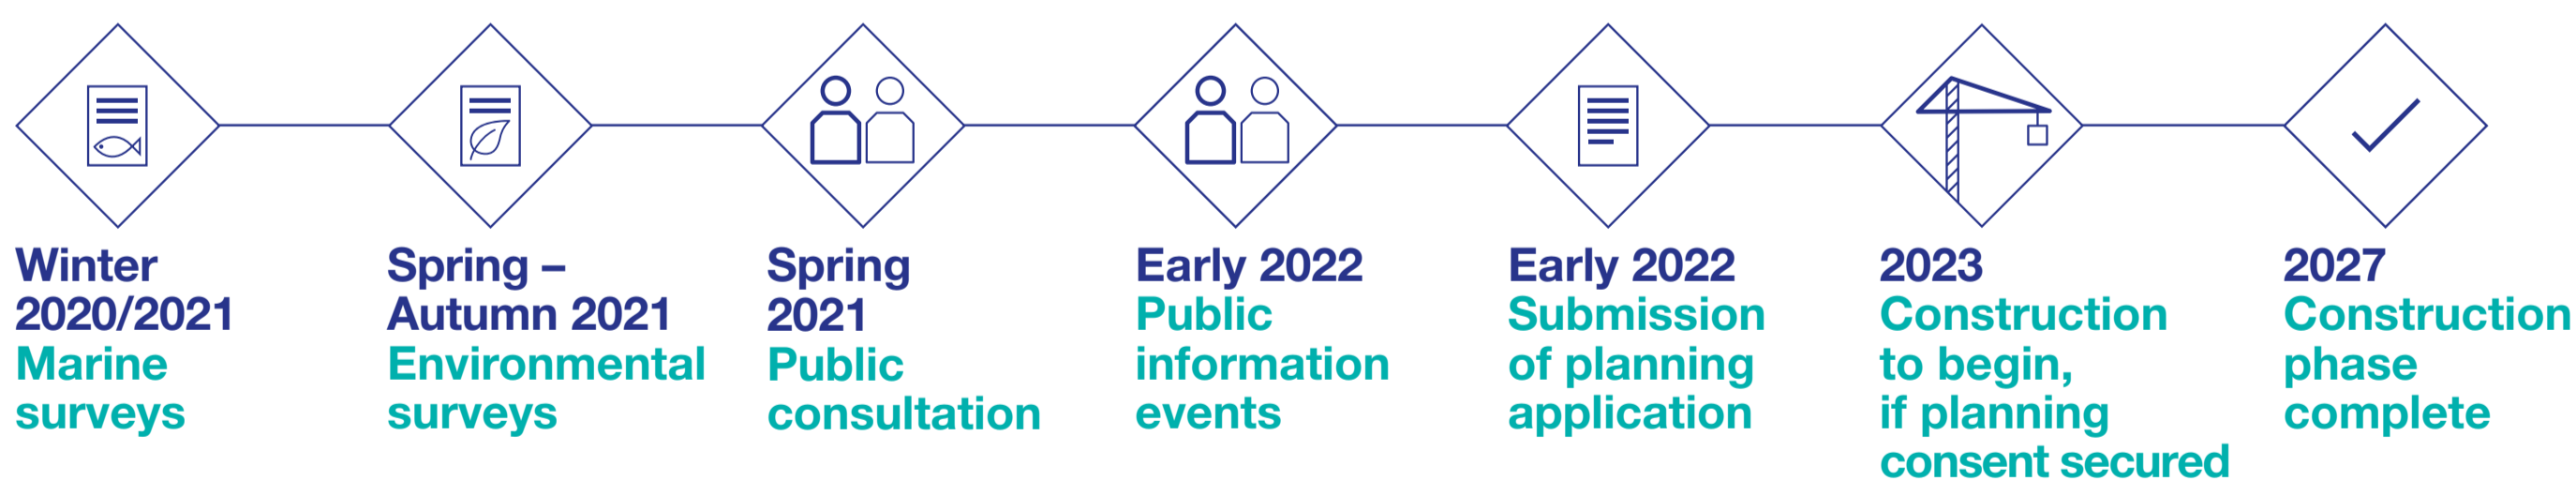 Winter
2020/2021
Marine
surveys
Spring –
Autumn 2021
Environmental
surveys
Spring
2021
Public
consultation
Early 2022
Public
information
events
Early 2022
Submission
of planning
application
2023
Construction
to begin,
if planning
consent secured
2027
Construction
phase
complete